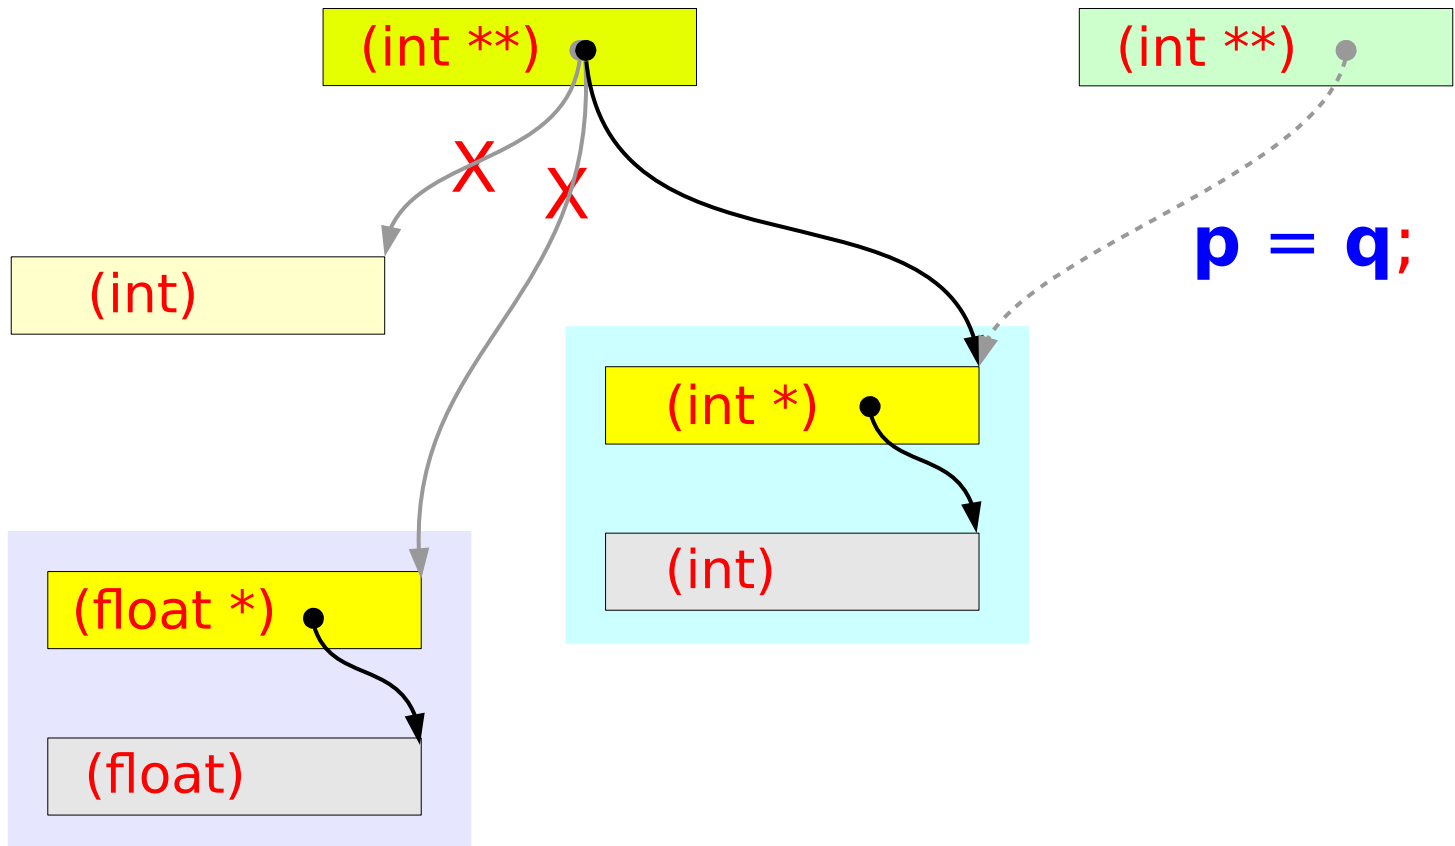 (int **)
(int **)
X
X
p = q;
(int)
(int *)
(int)
(float *)
(float)